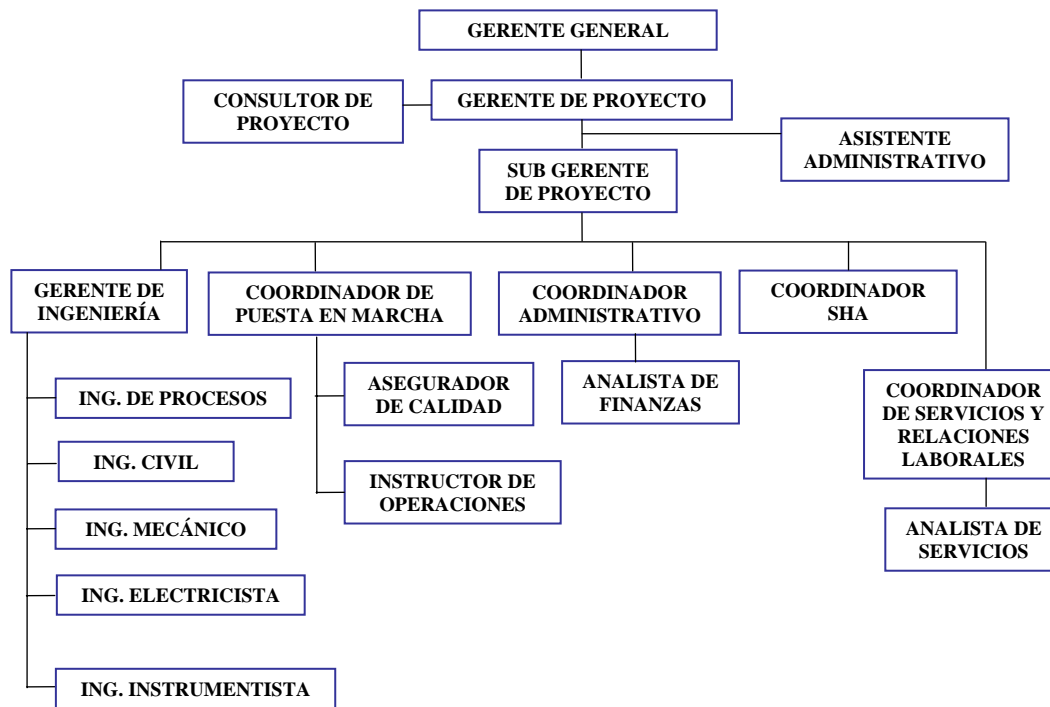 GERENTE GENERAL
CONSULTOR DE
PROYECTO
GERENTE DE PROYECTO
ASISTENTE
ADMINISTRATIVO
SUB GERENTE
DE PROYECTO
GERENTE DE
INGENIERÍA
COORDINADOR DE
PUESTA EN MARCHA
COORDINADOR
ADMINISTRATIVO
COORDINADOR
SHA
ING. DE PROCESOS
ASEGURADOR
DE CALIDAD
ANALISTA DE
FINANZAS
COORDINADOR
DE SERVICIOS Y
RELACIONES
LABORALES
ING. CIVIL
INSTRUCTOR DE
OPERACIONES
ING. MECÁNICO
ANALISTA DE
SERVICIOS
ING. ELECTRICISTA
ING. INSTRUMENTISTA